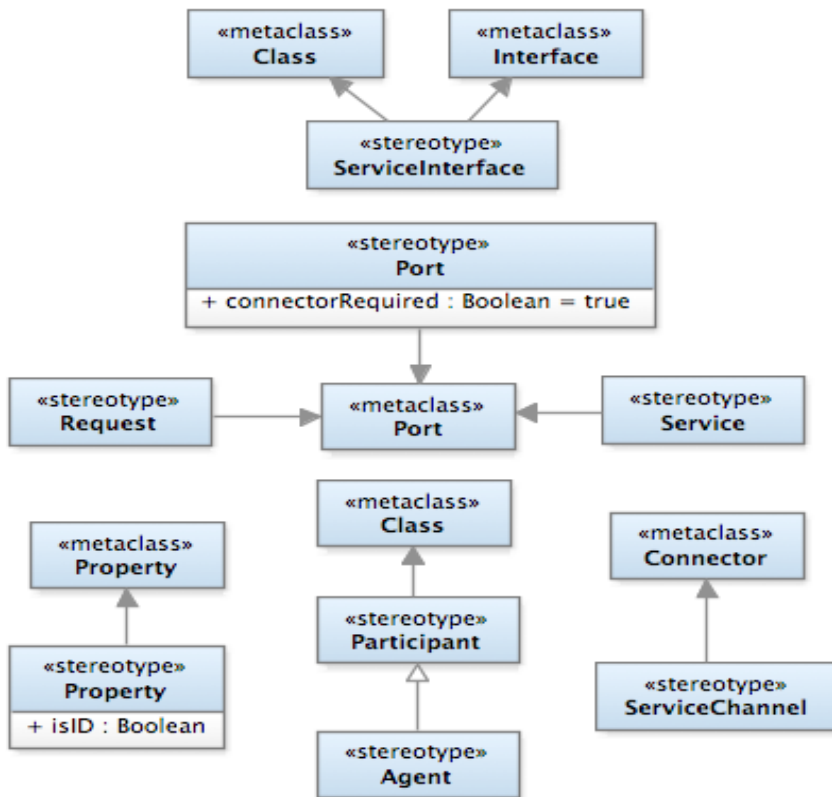 «metaclass»
Class
«metaclass»
Interface
«stereotype»
ServiceInterface
«stereotype»
Port
+ connectorRequired : Boolean = true
«stereotype»
Request
«metaclass»
Port
«stereotype»
Service
«metaclass»
Class
«metaclass»
Property
«metaclass»
Connector
«stereotype»
Participant
«stereotype»
Property
+ isID : Boolean
«stereotype»
ServiceChannel
«stereotype»
Agent